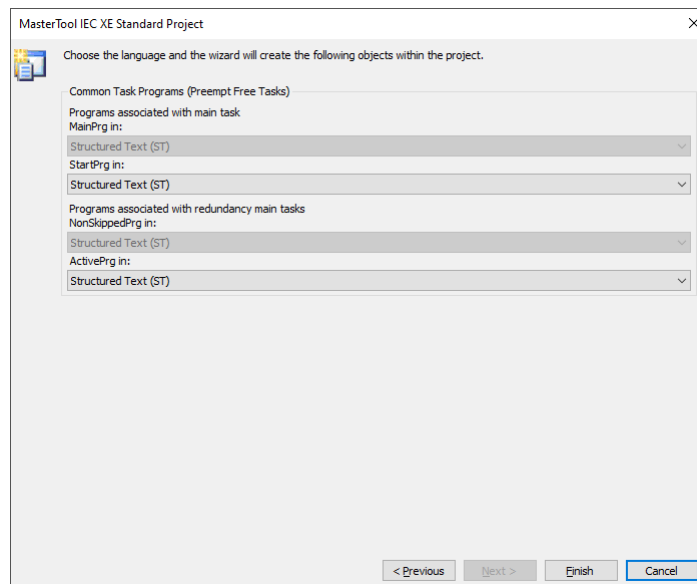 MasterTool IEC XE Standard Project
Choose the language and the wizard will create the following objects within the project.
Common Task Programs (Preempt Free Tasks)
Programs associated with main task
MainPrg in:
Structured Text (ST)
StartPrg in:
Structured Text (ST)
Programs associated with redundancy main tasks
NonSkippedPrg in:
Structured Text (ST)
ActivePrg in:
Structured Text (ST)
< Previous Next > Finish Cancel